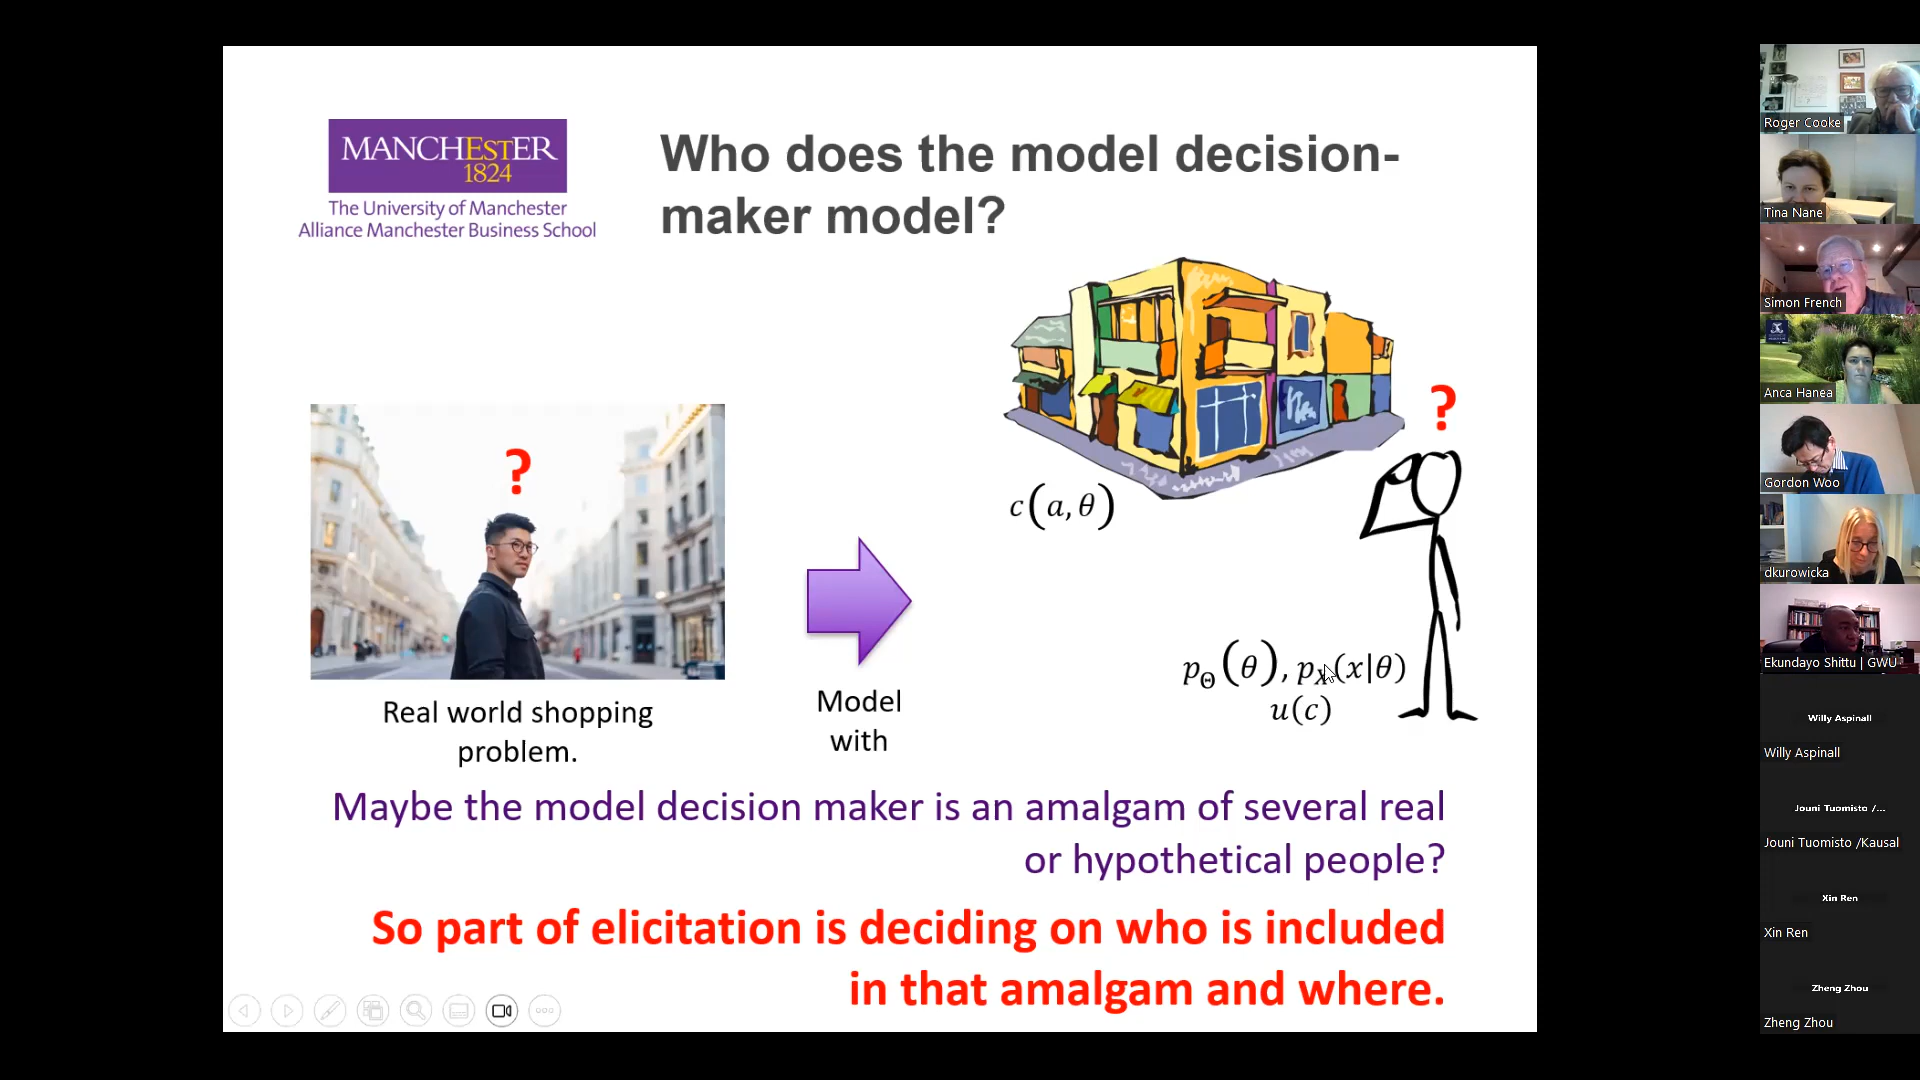 MANCHESTER
1824
The University of Manchester
Alliance Manchester Business School
Who does the model decision-
maker model?
?
?
c(a, θ)
Real world shopping
problem.
Model
with
p_Θ(θ), p_X(x|θ)
u(c)
Maybe the model decision maker is an amalgam of several real
or hypothetical people?
So part of elicitation is deciding on who is included
in that amalgam and where.
Roger Cooke
Tina Nane
Simon French
Anca Hanea
Gordon Woo
dkurowicka
Ekundayo Shittu | GWU
Willy Aspinall
Willy Aspinall
Jouni Tuomisto /...
Jouni Tuomisto /Kausal
Xin Ren
Xin Ren
Zheng Zhou
Zheng Zhou